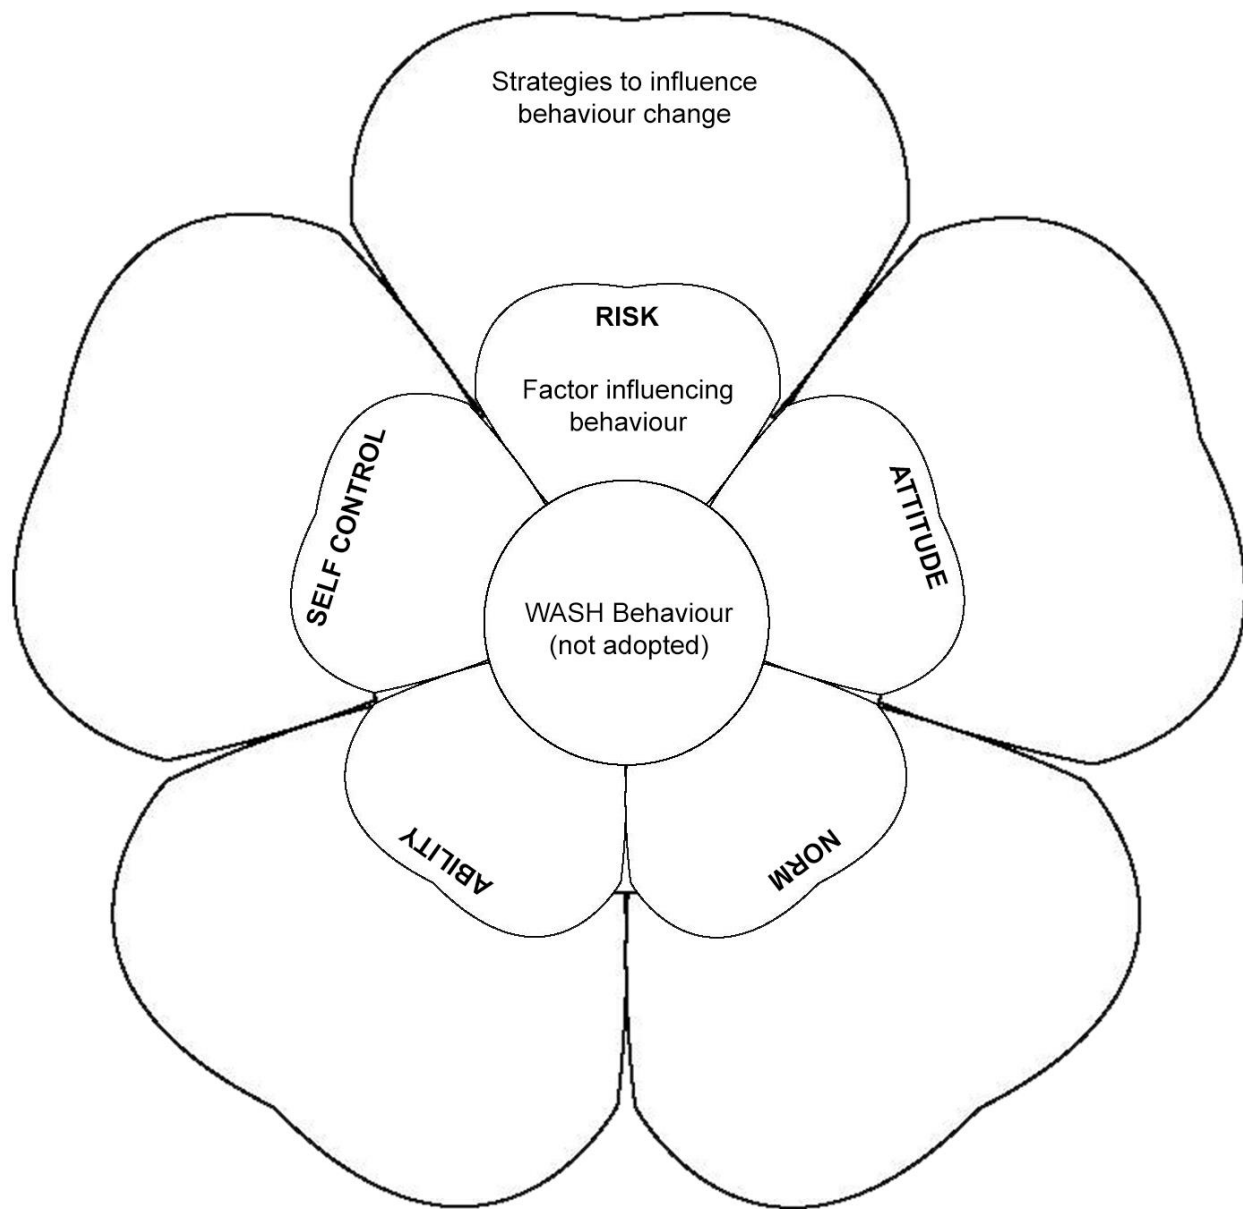 Strategies to influence
behaviour change
RISK
Factor influencing
behaviour
SELF CONTROL
ATTITUDE
WASH Behaviour
(not adopted)
ABILITY
NORM